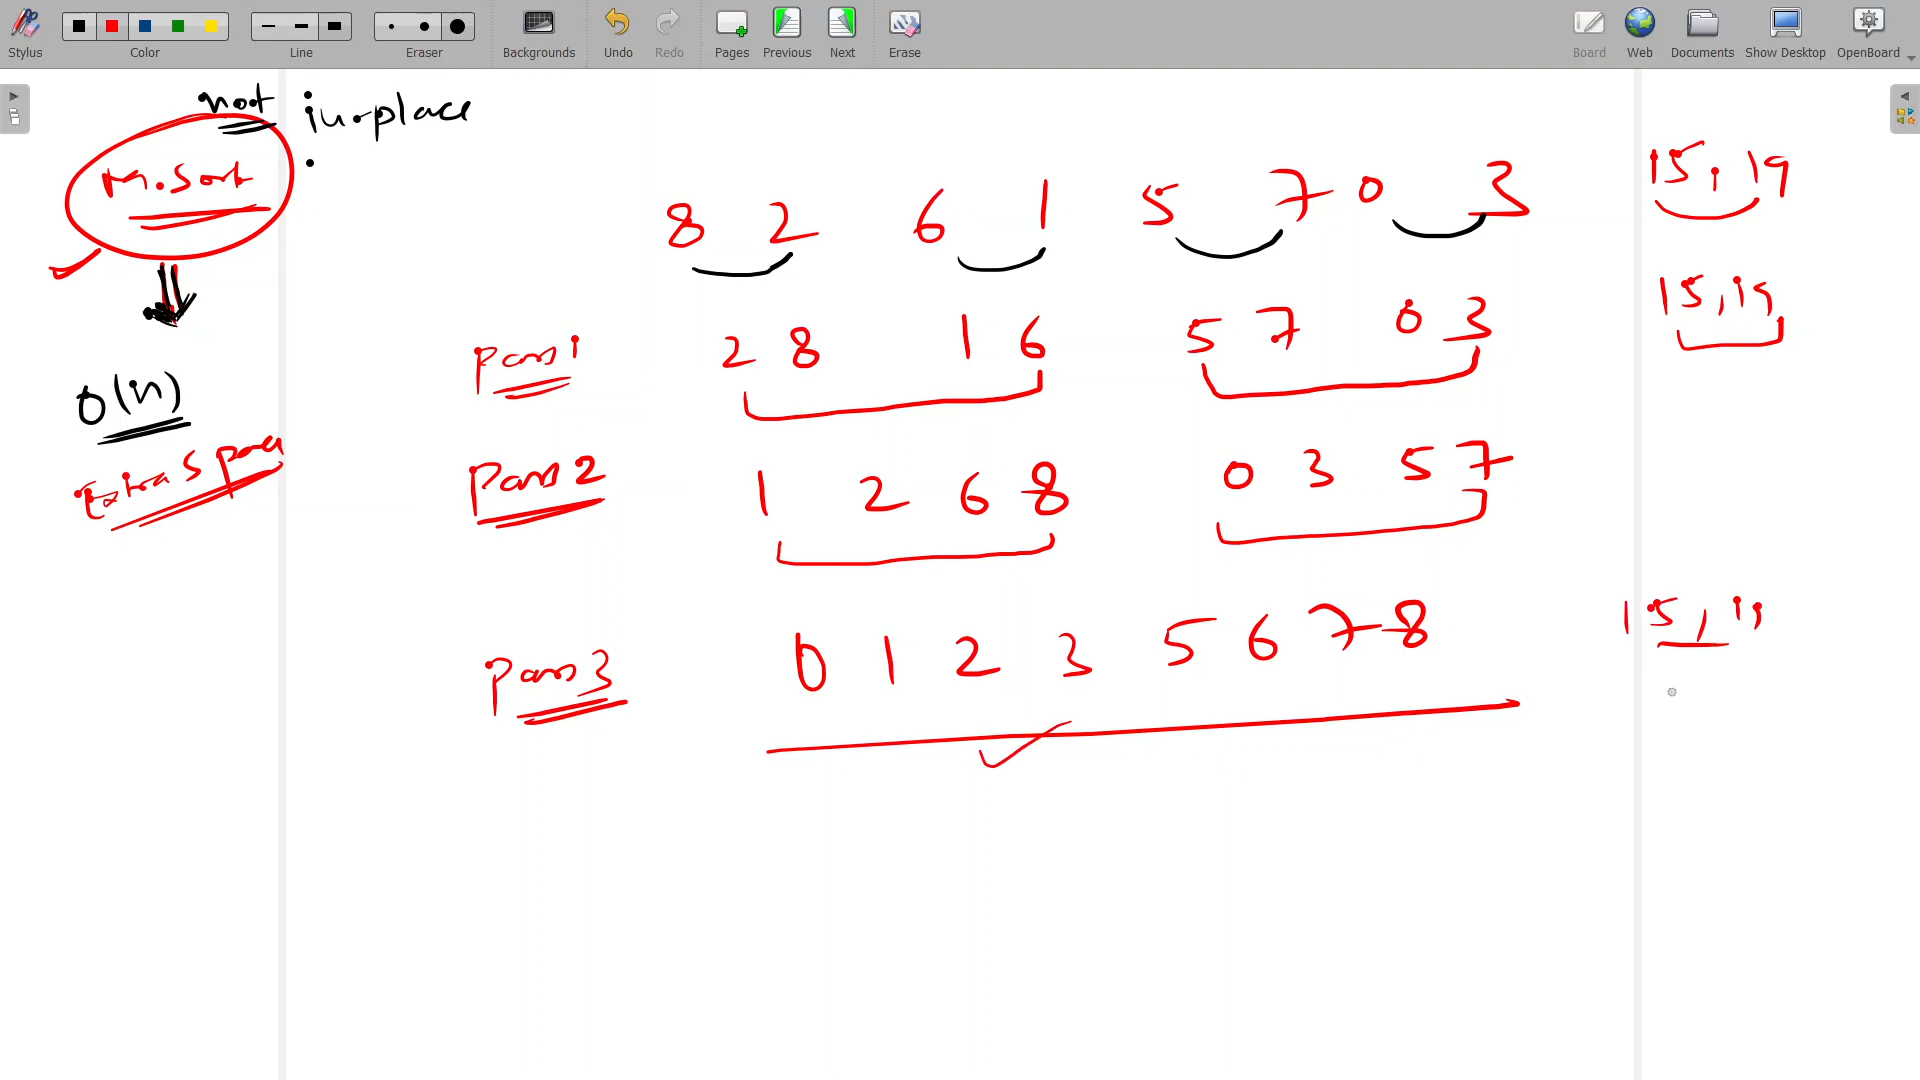 Stylus Color Line Eraser Backgrounds Undo Redo Pages Previous Next Erase Board Web Documents Show Desktop OpenBoard
not in-place
M.Sort
8 2 6 1 5 7 0 3 15, 19
Pass 1 2 8 1 6 5 7 0 3 15, 19
O(n)
Extra Space
Pass 2 1 2 6 8 0 3 5 7
Pass 3 0 1 2 3 5 6 7 8